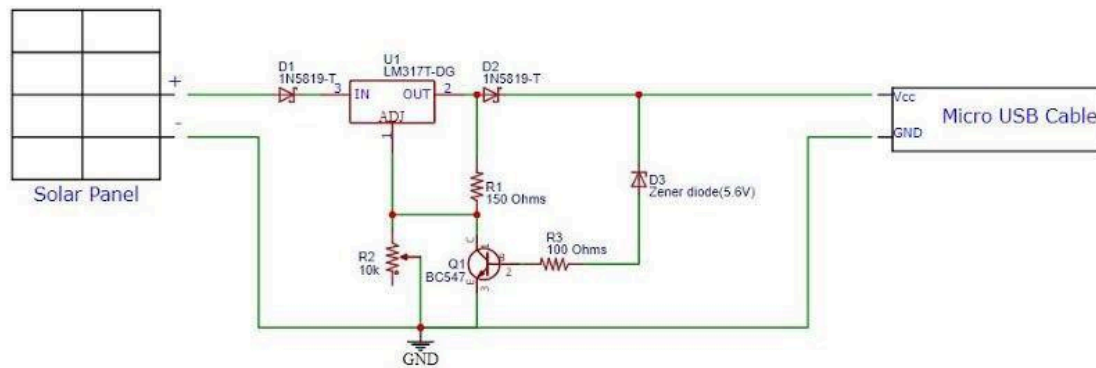 +
-
Solar Panel
D1
1N5819-T
3
U1
LM317T-DG
IN
OUT
ADJ
1
2
D2
1N5819-T
R1
150 Ohms
R2
10k
Q1
BC547
C
1
B
2
E
3
R3
100 Ohms
D3
Zener diode(5.6V)
GND
Vcc
GND
Micro USB Cable